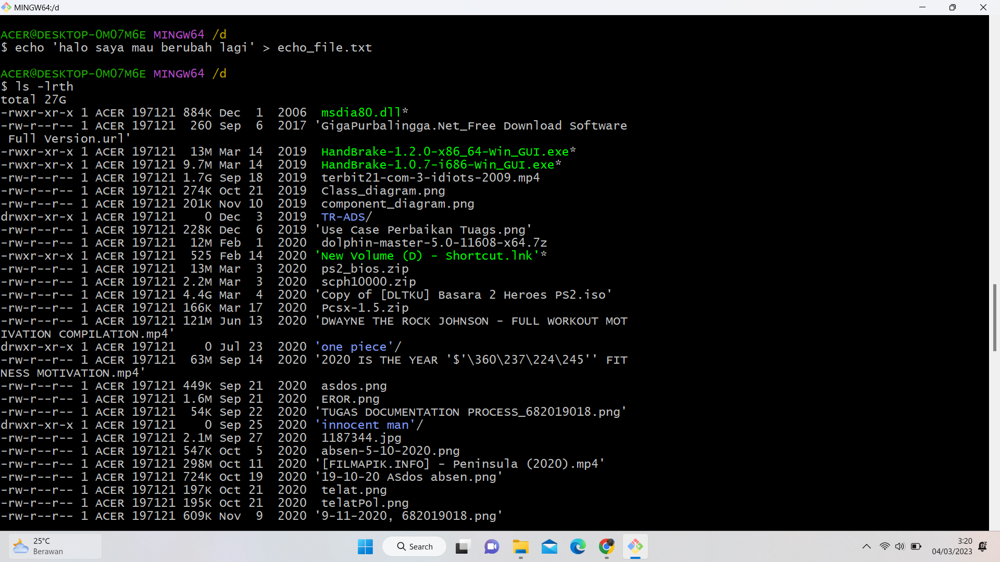 MINGW64:/d
ACER@DESKTOP-0M07M6E MINGW64 /d
$ echo 'halo saya mau berubah lagi' > echo_file.txt
ACER@DESKTOP-0M07M6E MINGW64 /d
$ ls -lrth
total 27G
-rwxr-xr-x 1 ACER 197121 884K Dec  1  2006  msdia80.dll*
-rw-r--r-- 1 ACER 197121  260 Sep  6  2017 'GigaPurbalingga.Net_Free Download Software
 Full Version.url'
-rwxr-xr-x 1 ACER 197121  13M Mar 14  2019  HandBrake-1.2.0-x86_64-Win_GUI.exe*
-rwxr-xr-x 1 ACER 197121 9.7M Mar 14  2019  HandBrake-1.0.7-i686-Win_GUI.exe*
-rw-r--r-- 1 ACER 197121 1.7G Sep 18  2019  terbit21-com-3-idiots-2009.mp4
-rw-r--r-- 1 ACER 197121 274K Oct 21  2019  Class_diagram.png
-rw-r--r-- 1 ACER 197121 201K Nov 10  2019  component_diagram.png
drwxr-xr-x 1 ACER 197121    0 Dec  3  2019  TR-ADS/
-rw-r--r-- 1 ACER 197121 228K Dec  6  2019 'Use Case Perbaikan Tuags.png'
-rw-r--r-- 1 ACER 197121  12M Feb  1  2020  dolphin-master-5.0-11608-x64.7z
-rwxr-xr-x 1 ACER 197121  525 Feb 14  2020 'New Volume (D) - Shortcut.lnk'*
-rw-r--r-- 1 ACER 197121  13M Mar  3  2020  ps2_bios.zip
-rw-r--r-- 1 ACER 197121 2.2M Mar  3  2020  scph10000.zip
-rw-r--r-- 1 ACER 197121 4.4G Mar  4  2020 'Copy of [DLTKU] Basara 2 Heroes PS2.iso'
-rw-r--r-- 1 ACER 197121 166K Mar 17  2020  Pcsx-1.5.zip
-rw-r--r-- 1 ACER 197121 121M Jun 13  2020 'DWAYNE THE ROCK JOHNSON - FULL WORKOUT MOT
IVATION COMPILATION.mp4'
drwxr-xr-x 1 ACER 197121    0 Jul 23  2020 'one piece'/
-rw-r--r-- 1 ACER 197121  63M Sep 14  2020 '2020 IS THE YEAR '$'\360\237\224\245'' FIT
NESS MOTIVATION.mp4'
-rw-r--r-- 1 ACER 197121 449K Sep 21  2020  asdos.png
-rw-r--r-- 1 ACER 197121 1.6M Sep 21  2020  EROR.png
-rw-r--r-- 1 ACER 197121  54K Sep 22  2020 'TUGAS DOCUMENTATION PROCESS_682019018.png'
drwxr-xr-x 1 ACER 197121    0 Sep 25  2020 'innocent man'/
-rw-r--r-- 1 ACER 197121 2.1M Sep 27  2020  1187344.jpg
-rw-r--r-- 1 ACER 197121 547K Oct  5  2020  absen-5-10-2020.png
-rw-r--r-- 1 ACER 197121 298M Oct 11  2020 '[FILMAPIK.INFO] - Peninsula (2020).mp4'
-rw-r--r-- 1 ACER 197121 724K Oct 19  2020 '19-10-20 ASdos absen.png'
-rw-r--r-- 1 ACER 197121 197K Oct 21  2020  telat.png
-rw-r--r-- 1 ACER 197121 195K Oct 21  2020  telatPol.png
-rw-r--r-- 1 ACER 197121 609K Nov  9  2020 '9-11-2020, 682019018.png'
25°C
Berawan
Search
3:20
04/03/2023